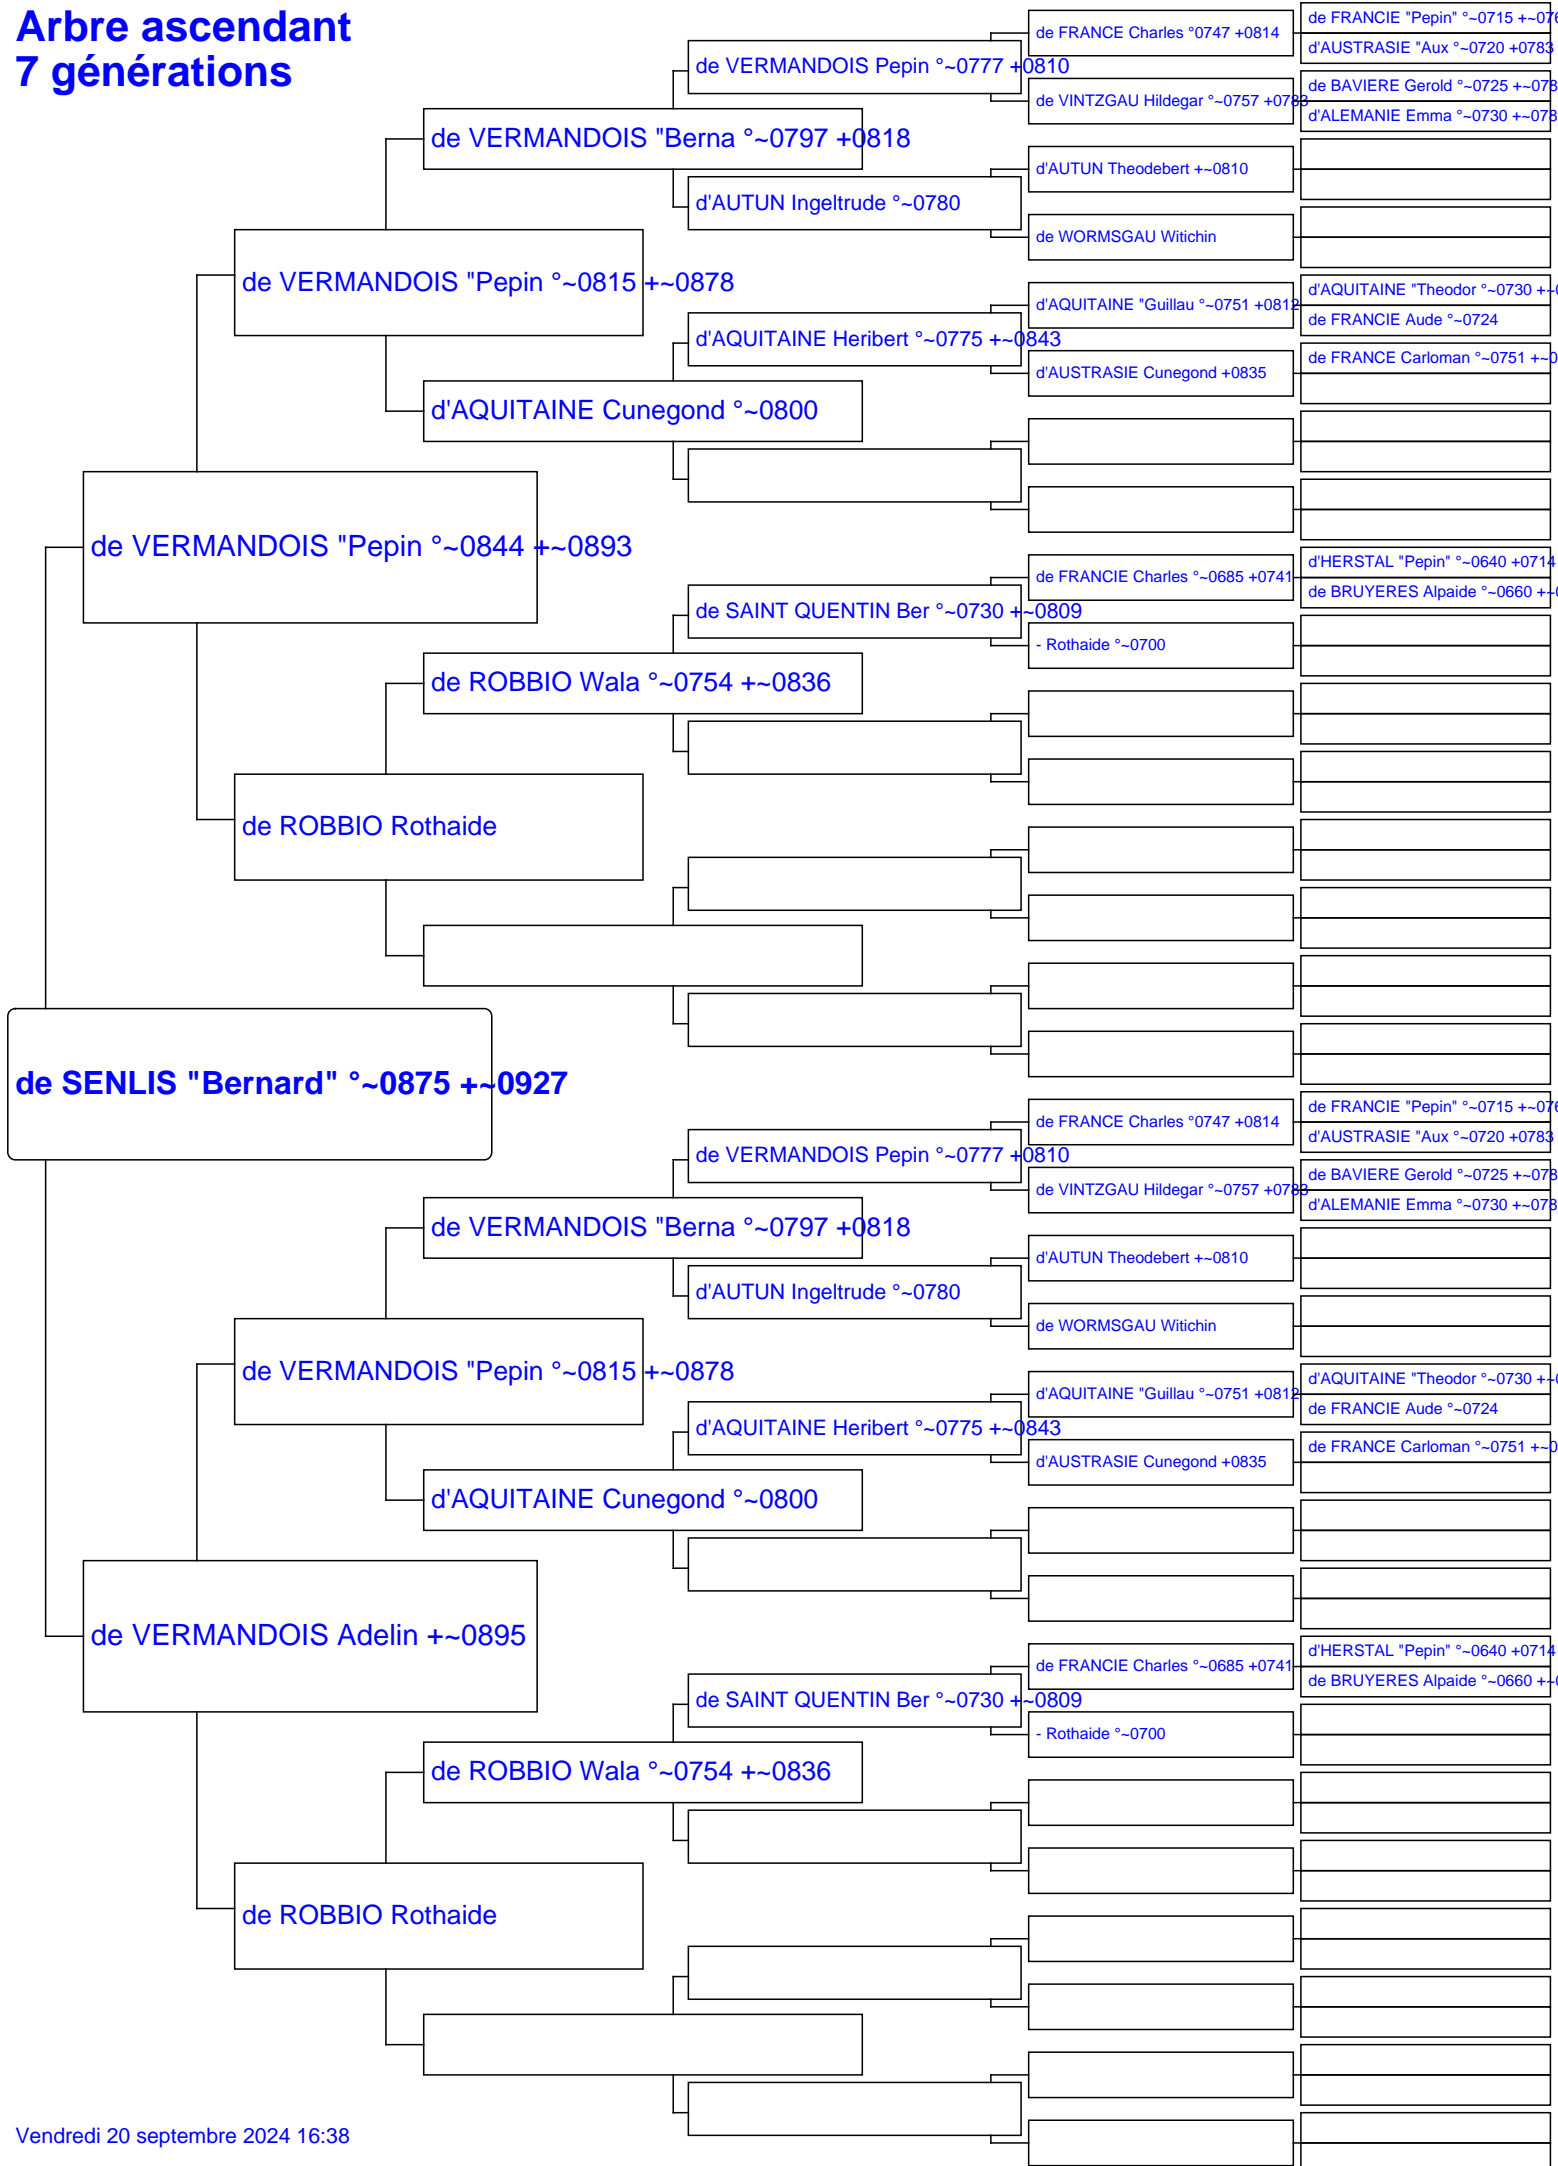 Arbre ascendant
7 générations
de FRANCIE "Pepin" °~0715 +~076
de FRANCE Charles °0747 +0814
d'AUSTRASIE "Aux °~0720 +0783
de VERMANDOIS Pepin °~0777 +0810
de BAVIERE Gerold °~0725 +~078
de VINTZGAU Hildegar °~0757 +0783
d'ALEMANIE Emma °~0730 +~078
de VERMANDOIS "Berna °~0797 +0818
d'AUTUN Theodebert +~0810
d'AUTUN Ingeltrude °~0780
de WORMSGAU Witichin
de VERMANDOIS "Pepin °~0815 +~0878
d'AQUITAINE "Theodor °~0730 +~0
d'AQUITAINE "Guillau °~0751 +0812
de FRANCIE Aude °~0724
d'AQUITAINE Heribert °~0775 +~0843
de FRANCE Carloman °~0751 +~0
d'AUSTRASIE Cunegond +0835
d'AQUITAINE Cunegond °~0800
de VERMANDOIS "Pepin °~0844 +~0893
d'HERSTAL "Pepin" °~0640 +0714
de FRANCIE Charles °~0685 +0741
de BRUYERES Alpaide °~0660 +~0
de SAINT QUENTIN Ber °~0730 +~0809
- Rothaide °~0700
de ROBBIO Wala °~0754 +~0836
de ROBBIO Rothaide
de SENLIS "Bernard" °~0875 +~0927
de FRANCIE "Pepin" °~0715 +~076
de FRANCE Charles °0747 +0814
d'AUSTRASIE "Aux °~0720 +0783
de VERMANDOIS Pepin °~0777 +0810
de BAVIERE Gerold °~0725 +~078
de VINTZGAU Hildegar °~0757 +0783
d'ALEMANIE Emma °~0730 +~078
de VERMANDOIS "Berna °~0797 +0818
d'AUTUN Theodebert +~0810
d'AUTUN Ingeltrude °~0780
de WORMSGAU Witichin
de VERMANDOIS "Pepin °~0815 +~0878
d'AQUITAINE "Theodor °~0730 +~0
d'AQUITAINE "Guillau °~0751 +0812
de FRANCIE Aude °~0724
d'AQUITAINE Heribert °~0775 +~0843
de FRANCE Carloman °~0751 +~0
d'AUSTRASIE Cunegond +0835
d'AQUITAINE Cunegond °~0800
de VERMANDOIS Adelin +~0895
d'HERSTAL "Pepin" °~0640 +0714
de FRANCIE Charles °~0685 +0741
de BRUYERES Alpaide °~0660 +~0
de SAINT QUENTIN Ber °~0730 +~0809
- Rothaide °~0700
de ROBBIO Wala °~0754 +~0836
de ROBBIO Rothaide
Vendredi 20 septembre 2024 16:38